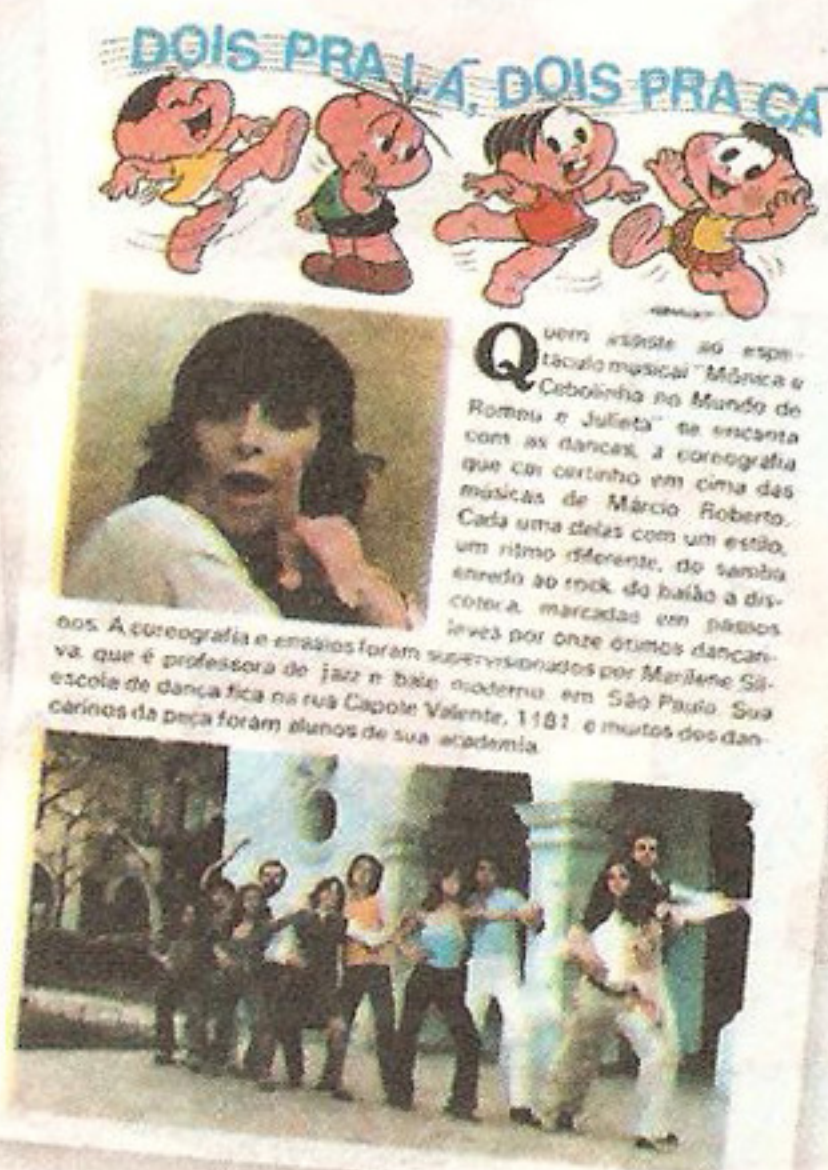 DOIS PRA LÁ, DOIS PRA CÁ
Quem assiste ao espe-
táculo musical "Mônica e
Cebolinha no Mundo de
Romeu e Julieta" se encanta
com as danças, a coreografia
que cai certinho em cima das
músicas de Márcio Roberto.
Cada uma delas com um estilo,
um ritmo diferente, do samba
enredo ao rock, do baião a dis-
coteca, marcadas em passos
leves por onze ótimos dançari-
nos. A coreografia e ensaios foram supervisionados por Marilene Sil-
va, que é professora de jazz e balé moderno, em São Paulo. Sua
escola de dança fica na rua Capote Valente, 1181, e muitos dos dan-
çarinos da peça foram alunos de sua academia.